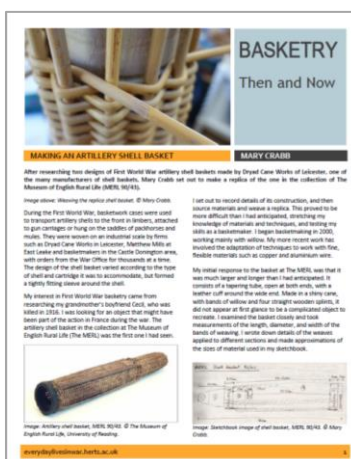 BASKETRY
Then and Now
MAKING AN ARTILLERY SHELL BASKET
MARY CRABB
After researching two designs of First World War artillery shell baskets made by Dryad Cane Works of Leicester, one of
the many manufacturers of shell baskets, Mary Crabb set out to make a replica of the one in the collection of The
Museum of English Rural Life (MERL 90/43).
Image above: Weaving the replica shell basket. © Mary Crabb.
During the First World War, basketwork cases were used
to transport artillery shells to the front in limbers, attached
to gun carriages or hung on the saddles of packhorses and
mules. They were woven on an industrial scale by firms
such as Dryad Cane Works in Leicester, Matthew Mills at
East Leake and basketmakers in the Castle Donington area,
with orders from the War Office for thousands at a time.
The design of the shell basket varied according to the type
of shell and cartridge it was to accommodate, but formed
a tightly fitting sleeve around the shell.
My interest in First World War basketry came from
researching my grandmother's boyfriend Cecil, who was
killed in 1916. I was looking for an object that might have
been part of the action in France during the war. The
artillery shell basket in the collection at The Museum of
English Rural Life (The MERL) was the first one I had seen.
Image: Artillery shell basket, MERL 90/43. © The Museum of
English Rural Life, University of Reading.
I set out to record details of its construction, and then
source materials and weave a replica. This proved to be
more difficult than I had anticipated, stretching my
knowledge of materials and techniques, and testing my
skills as a basketmaker. I began basketmaking in 2000,
working mainly with willow. My more recent work has
involved the adaptation of techniques to work with fine,
flexible materials such as copper and aluminium wire.
My initial response to the basket at The MERL was that it
was much larger and longer than I had anticipated. It
consists of a tapering tube, open at both ends, with a
leather cuff around the wide end. Made in a shiny cane,
with bands of willow and four straight wooden splints, it
did not appear at first glance to be a complicated object to
recreate. I examined the basket closely and took
measurements of the length, diameter, and width of the
bands of weaving. I wrote down details of the weaves
applied to different sections and made approximations of
the sizes of material used in my sketchbook.
Image: Sketchbook image of shell basket, MERL 90/43. © Mary
Crabb.
everydaylivesinwar.herts.ac.uk